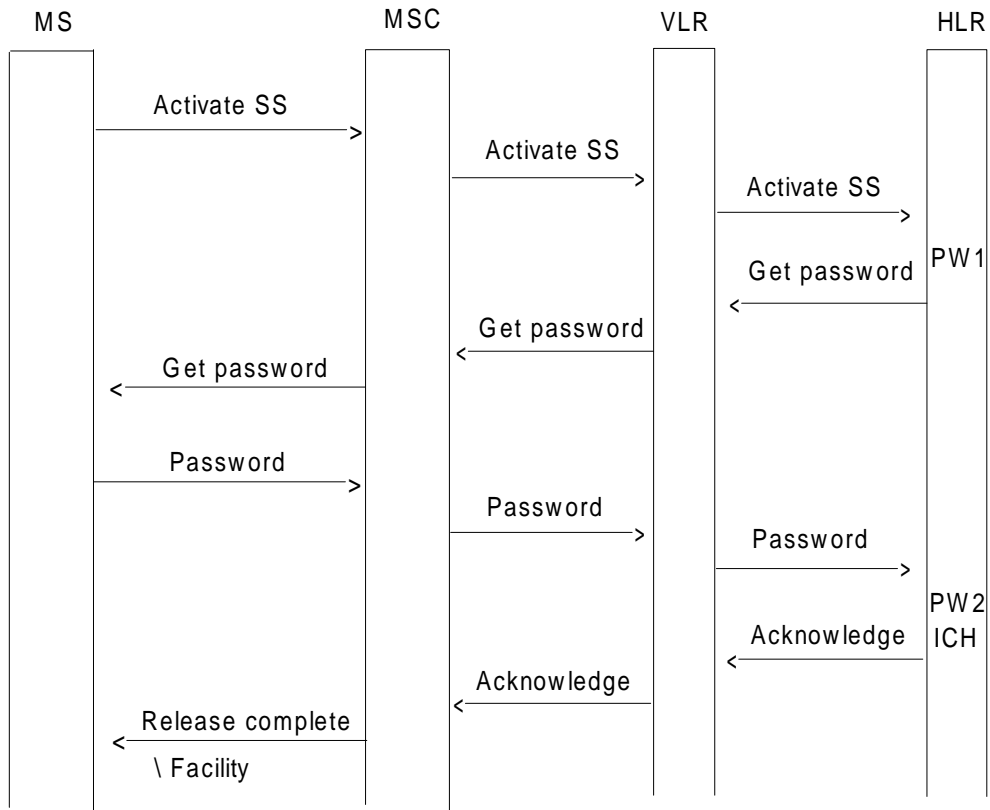 MS MSC VLR HLR
Activate SS
Activate SS
Activate SS
PW1
Get password
Get password
Get password
Password
Password
Password
PW2
Acknowledge ICH
Acknowledge
Release complete
\ Facility